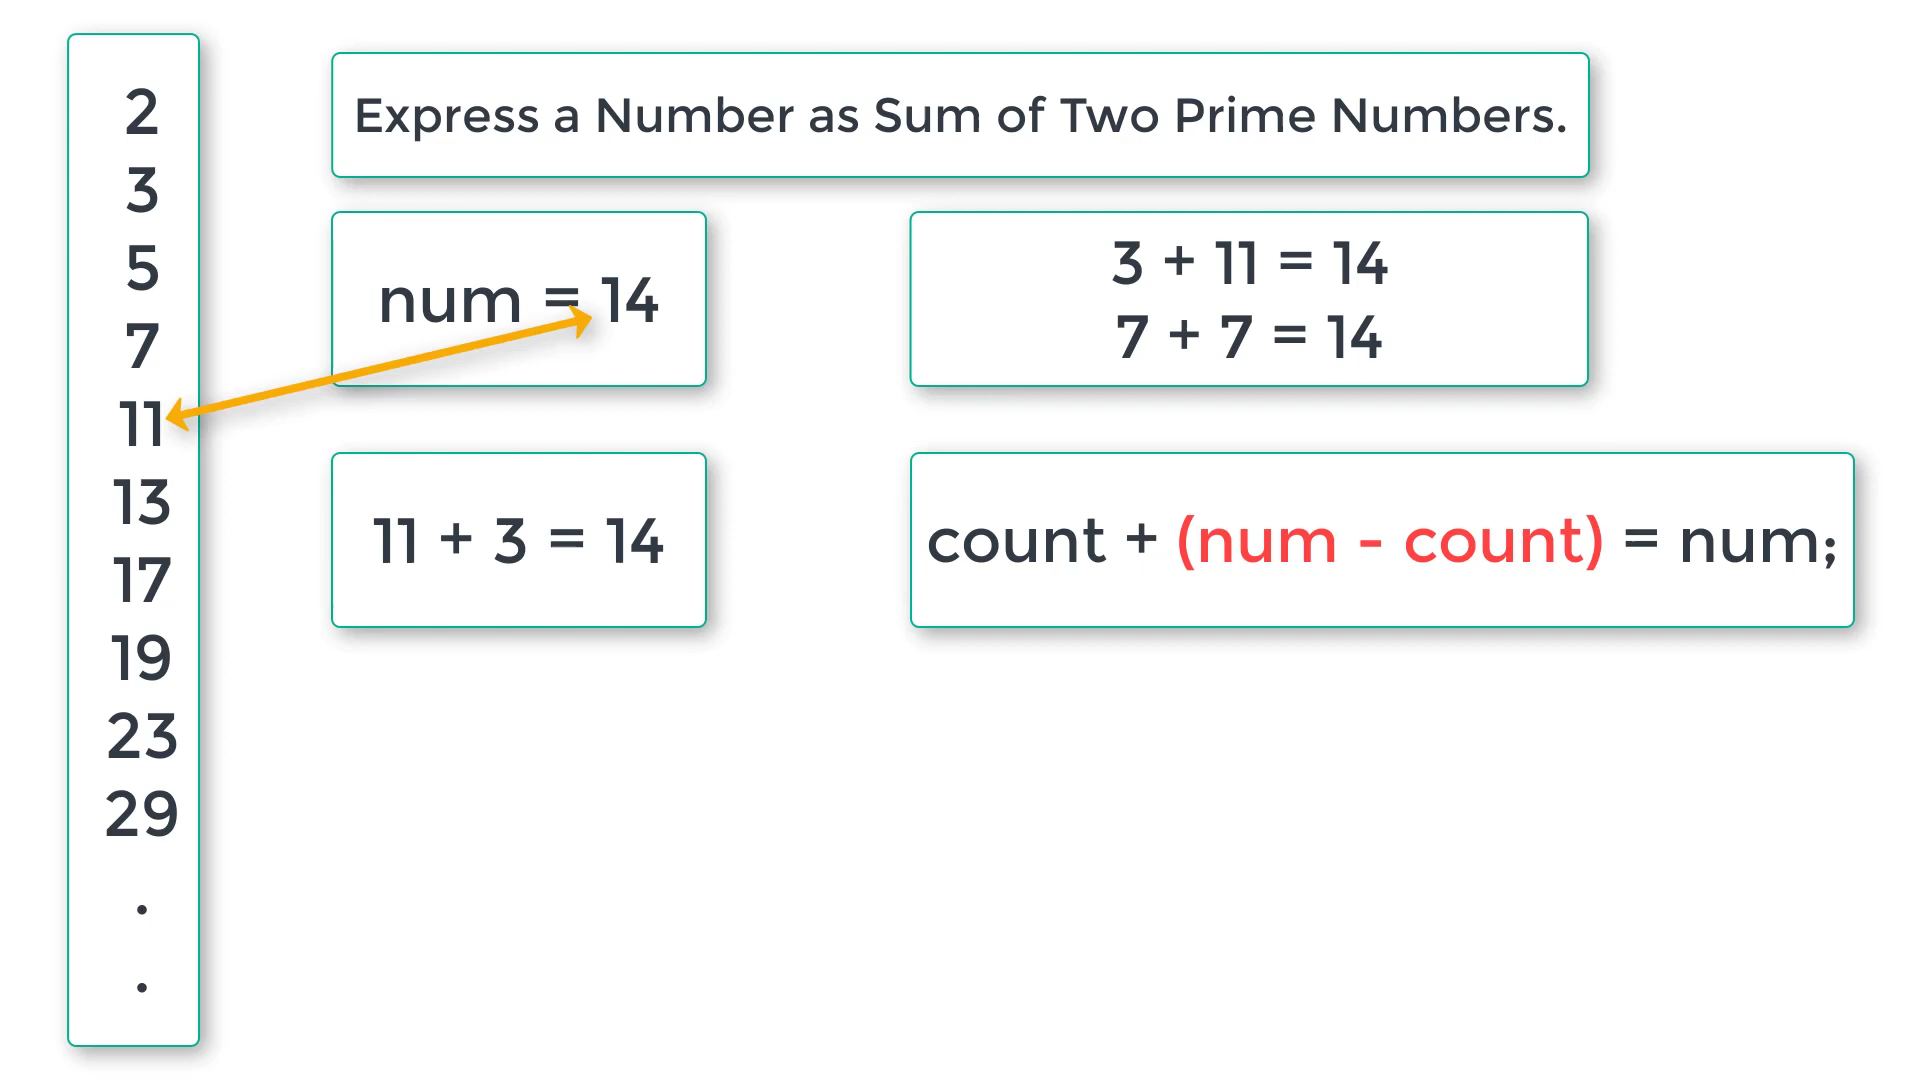 2
3
5
7
11
13
17
19
23
29
.
.
Express a Number as Sum of Two Prime Numbers.
num = 14
3 + 11 = 14
7 + 7 = 14
11 + 3 = 14
count + (num - count) = num;